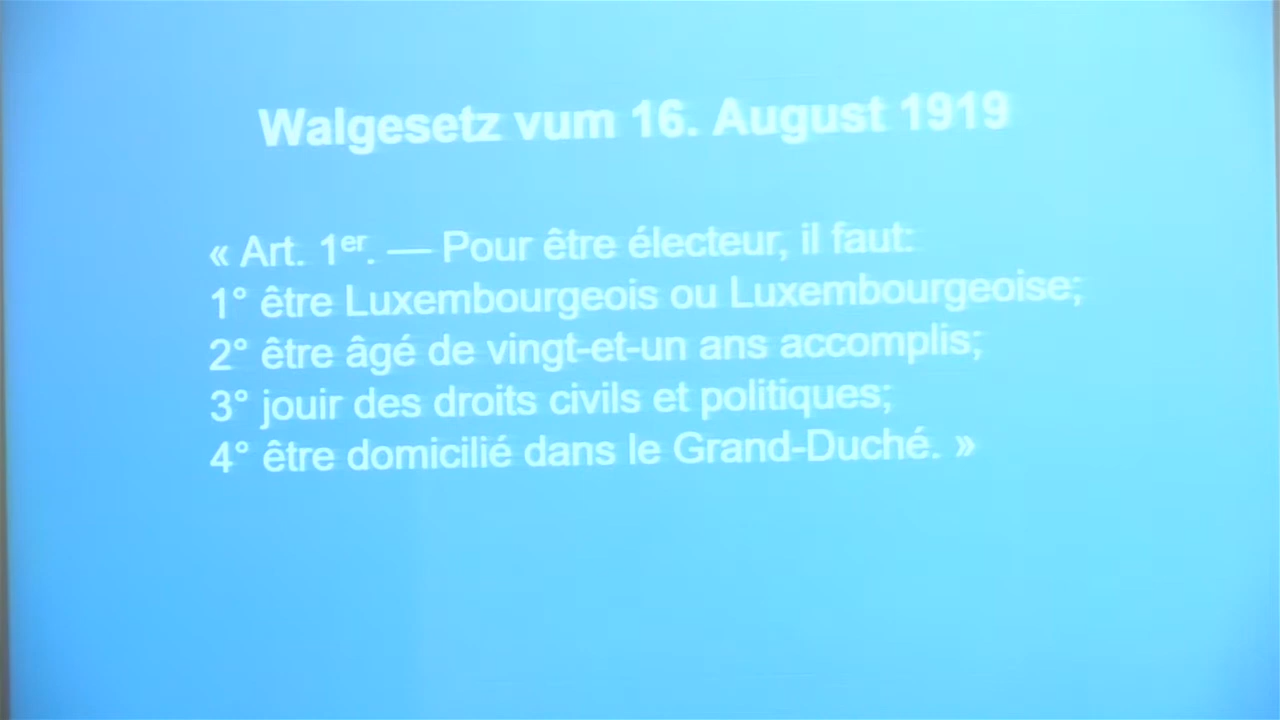 Walgesetz vum 16. August 1919
« Art. 1er. — Pour être électeur, il faut:
1° être Luxembourgeois ou Luxembourgeoise;
2° être âgé de vingt-et-un ans accomplis;
3° jouir des droits civils et politiques;
4° être domicilié dans le Grand-Duché. »